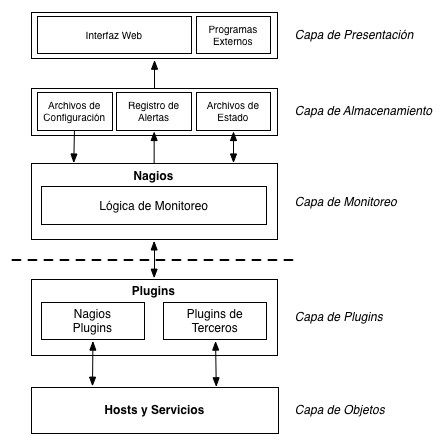 Interfaz Web
Programas
Externos
Capa de Presentación
Archivos de
Configuración
Registro de
Alertas
Archivos de
Estado
Capa de Almacenamiento
Nagios
Lógica de Monitoreo
Capa de Monitoreo
Plugins
Nagios
Plugins
Plugins de
Terceros
Capa de Plugins
Hosts y Servicios
Capa de Objetos